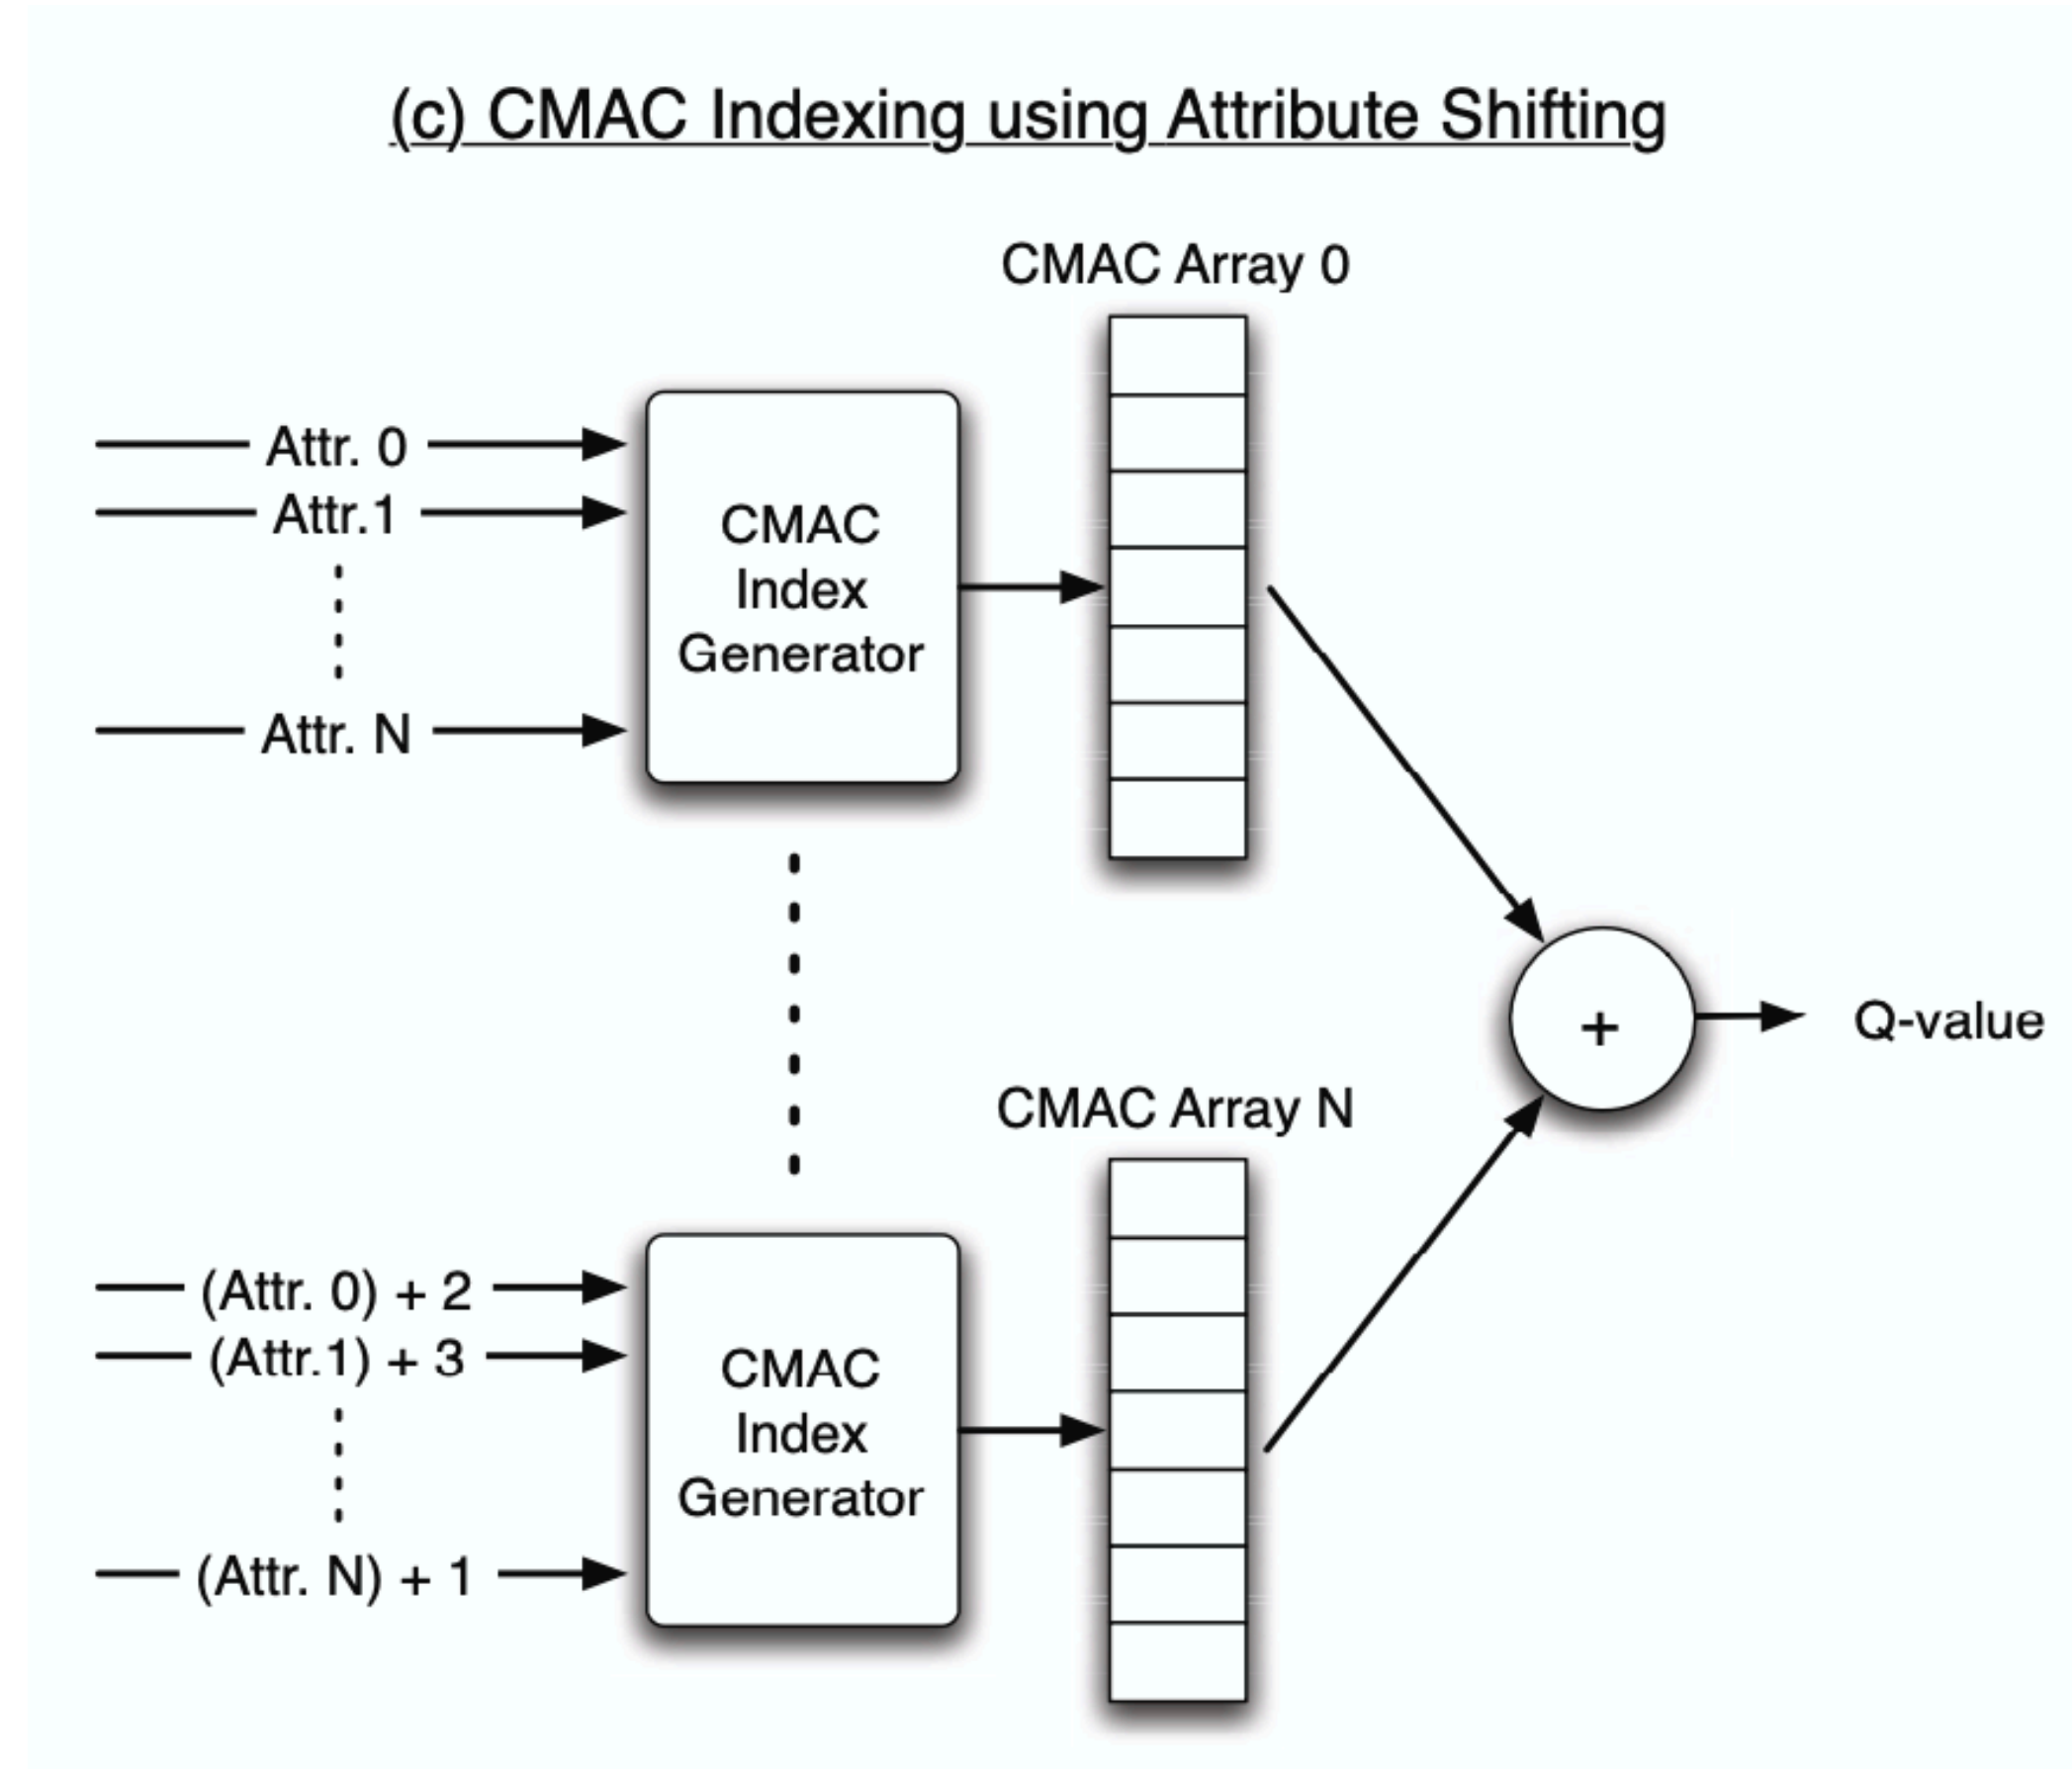 (c) CMAC Indexing using Attribute Shifting
CMAC Array 0
Attr. 0
Attr.1
Attr. N
CMAC
Index
Generator
+
Q-value
CMAC Array N
(Attr. 0) + 2
(Attr.1) + 3
(Attr. N) + 1
CMAC
Index
Generator